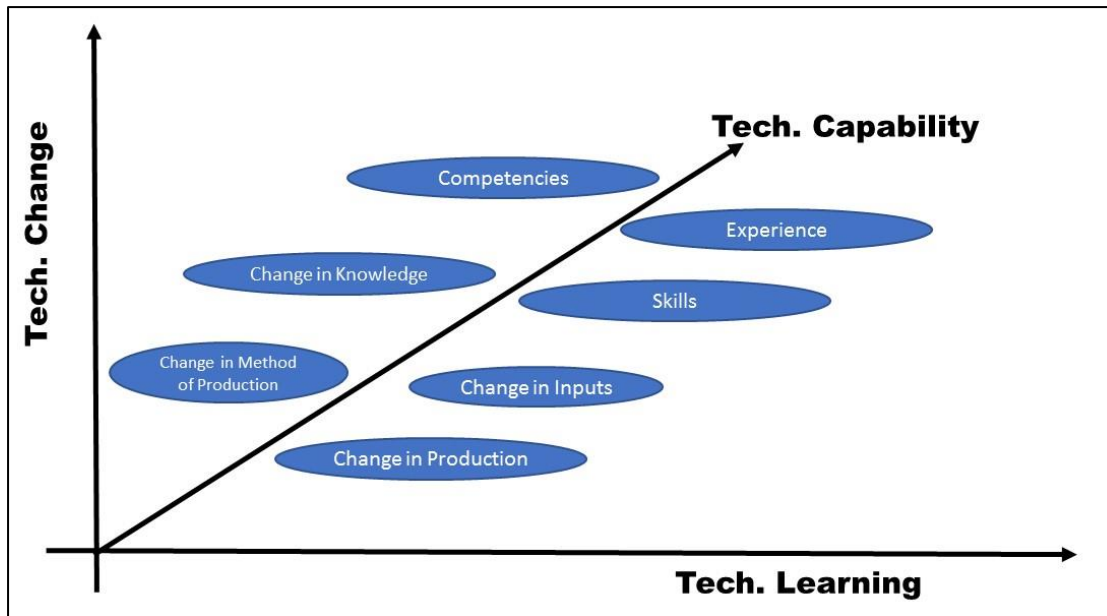 Tech. Change
Tech. Capability
Competencies
Experience
Change in Knowledge
Skills
Change in Method
of Production
Change in Inputs
Change in Production
Tech. Learning